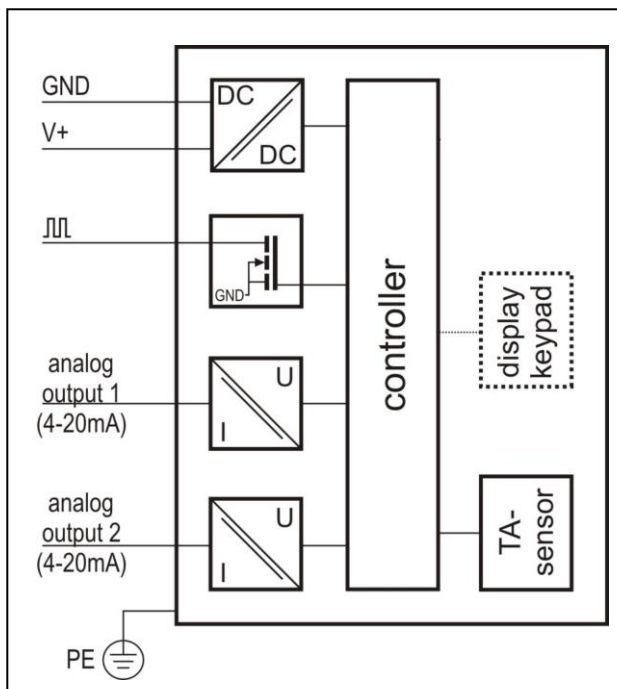 GND
V+
DC
DC
GND
analog
output 1
(4-20mA)
U
I
analog
output 2
(4-20mA)
U
I
PE
controller
display
keypad
TA-
sensor